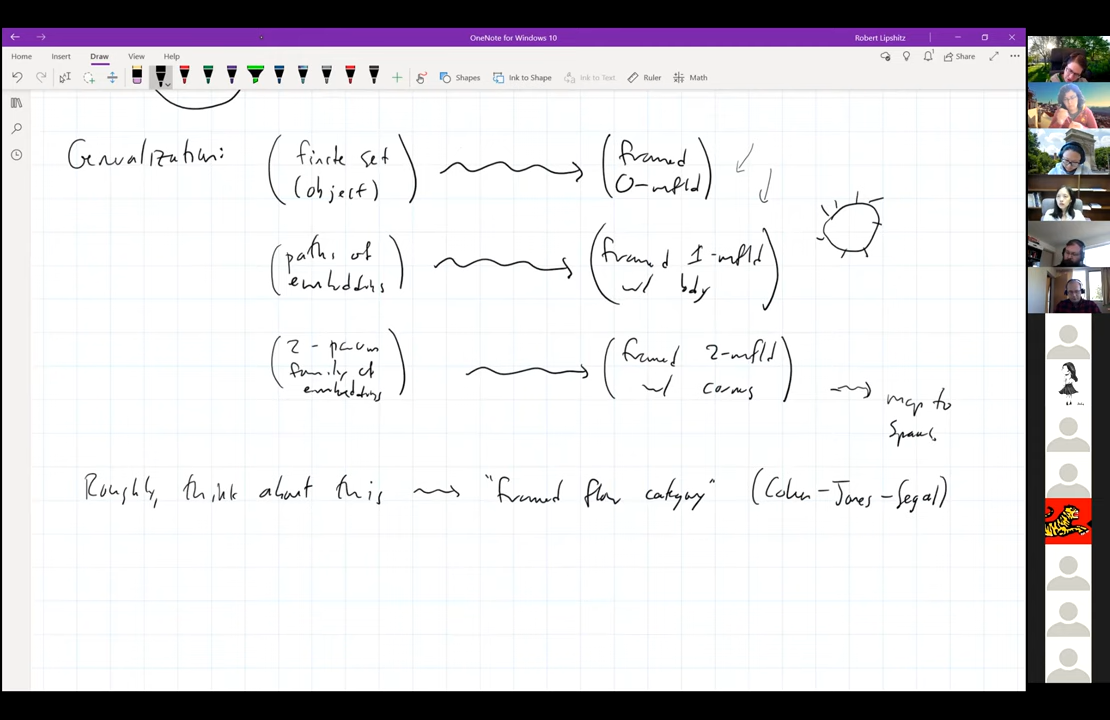 OneNote for Windows 10
Robert Lipshitz
Home Insert Draw View Help
Shapes Ink to Shape Ink to Text Ruler Math
Share
Generalization:
(finite set
(object))
(framed
0-mfld)
(paths of
embeddings)
(framed 1-mfld
w/ bdy)
(2-param
family of
embeddings)
(framed 2-mfld
w/ corners)
map to
Spaces
Roughly, think about this ⇝ "framed flow category" (Cohen-Jones-Segal)